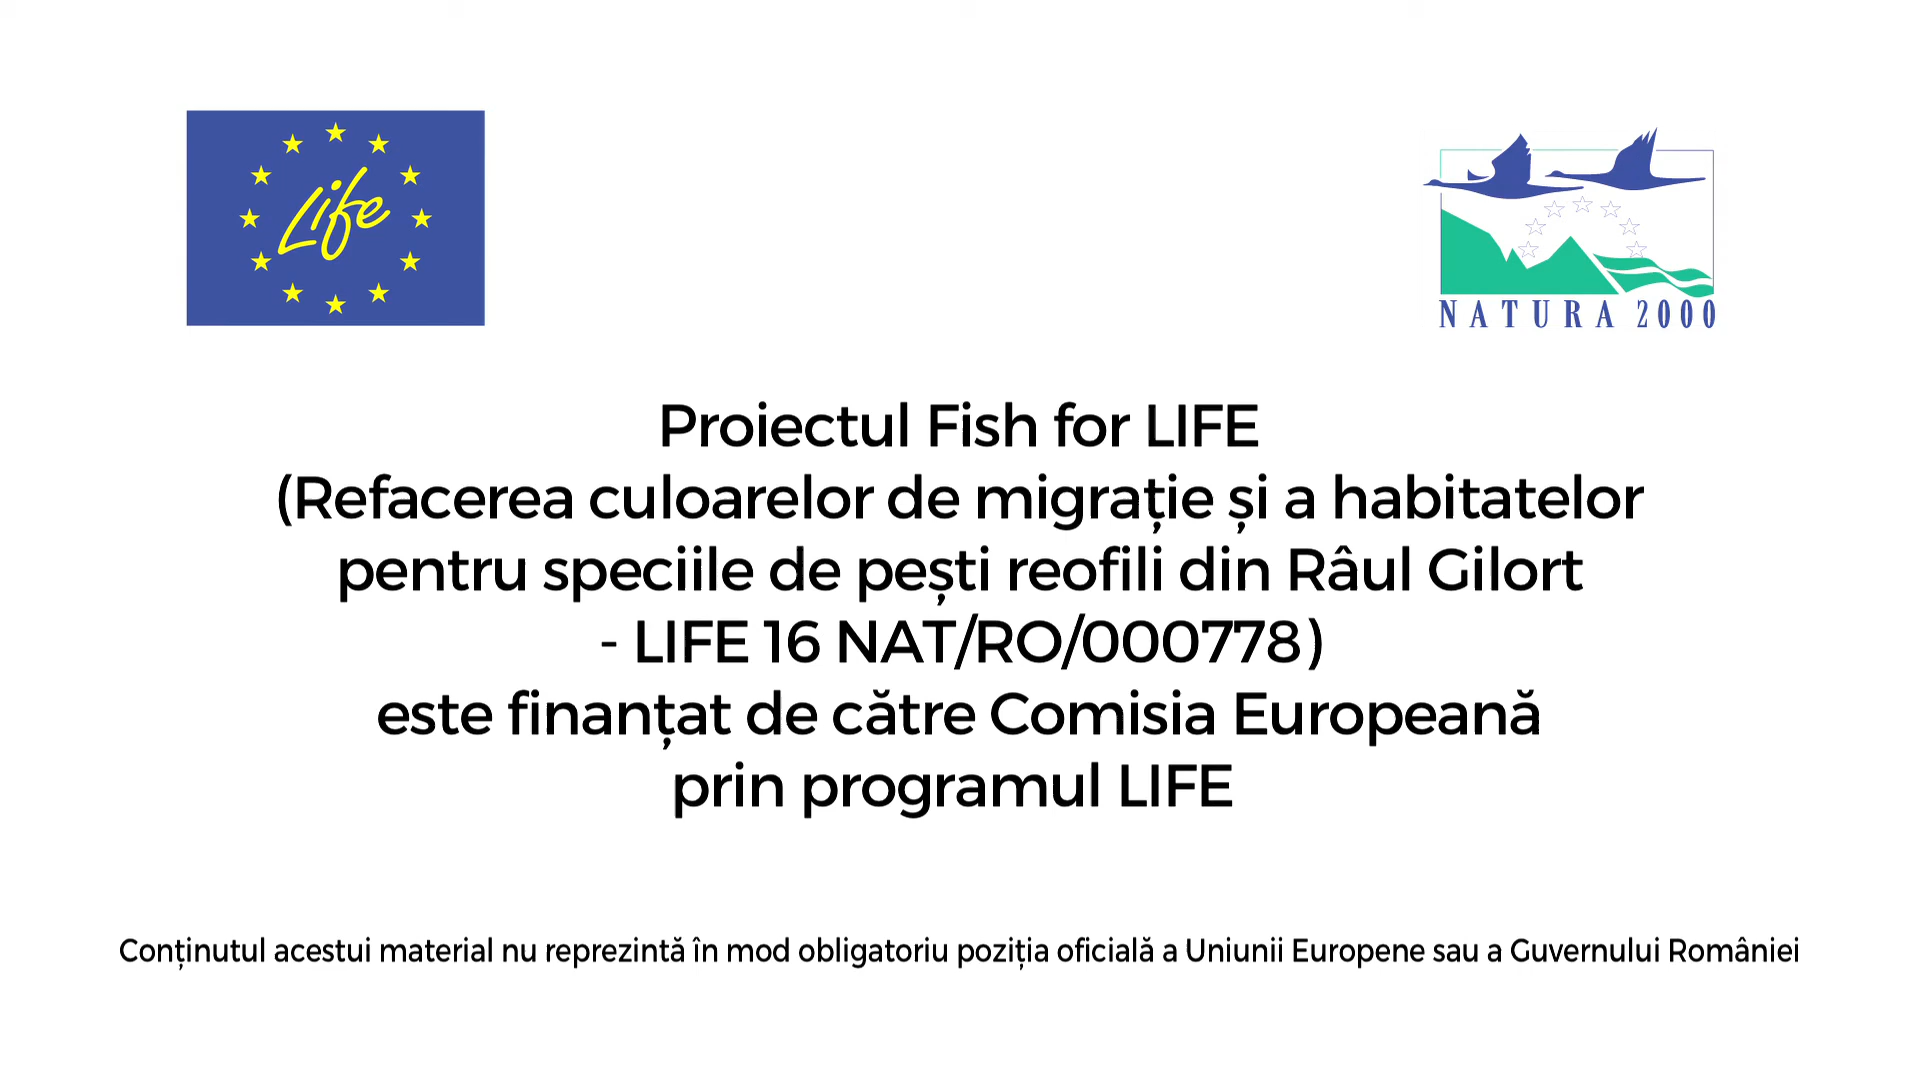 Life
NATURA 2000
Proiectul Fish for LIFE
(Refacerea culoarelor de migrație și a habitatelor
pentru speciile de pești reofili din Râul Gilort
- LIFE 16 NAT/RO/000778)
este finanțat de către Comisia Europeană
prin programul LIFE
Conținutul acestui material nu reprezintă în mod obligatoriu poziția oficială a Uniunii Europene sau a Guvernului României